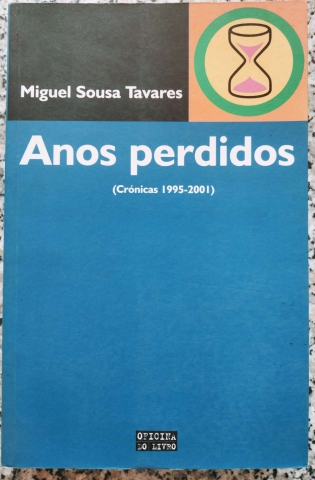 Miguel Sousa Tavares
Anos perdidos
(Crónicas 1995-2001)
OFICINA
DO LIVRO